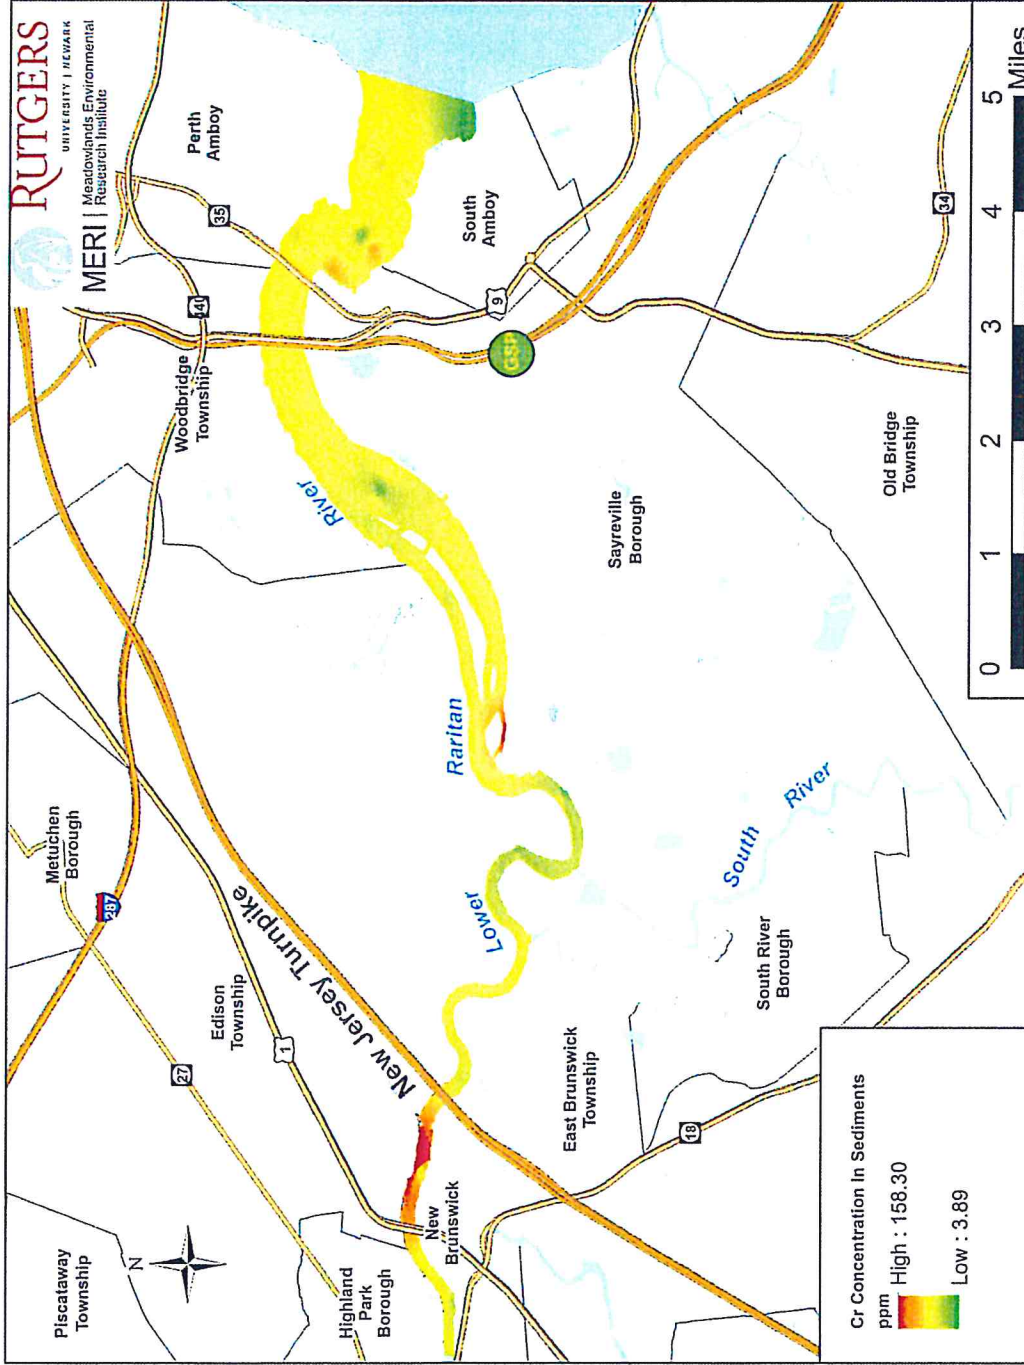 RUTGERS
UNIVERSITY | NEWARK
MERI | Meadowlands Environmental
Research Institute
Piscataway
Township
N
Highland
Park
Borough
New
Brunswick
27
Edison
Township
1
287
Metuchen
Borough
New Jersey Turnpike
Woodbridge
Township
440
Perth
Amboy
35
South
Amboy
9
GSP
Lower
Raritan
River
Sayreville
Borough
South
River
East Brunswick
Township
18
South River
Borough
Old Bridge
Township
34
Cr Concentration In Sediments
ppm
High : 158.30
Low : 3.89
0 1 2 3 4 5
Miles